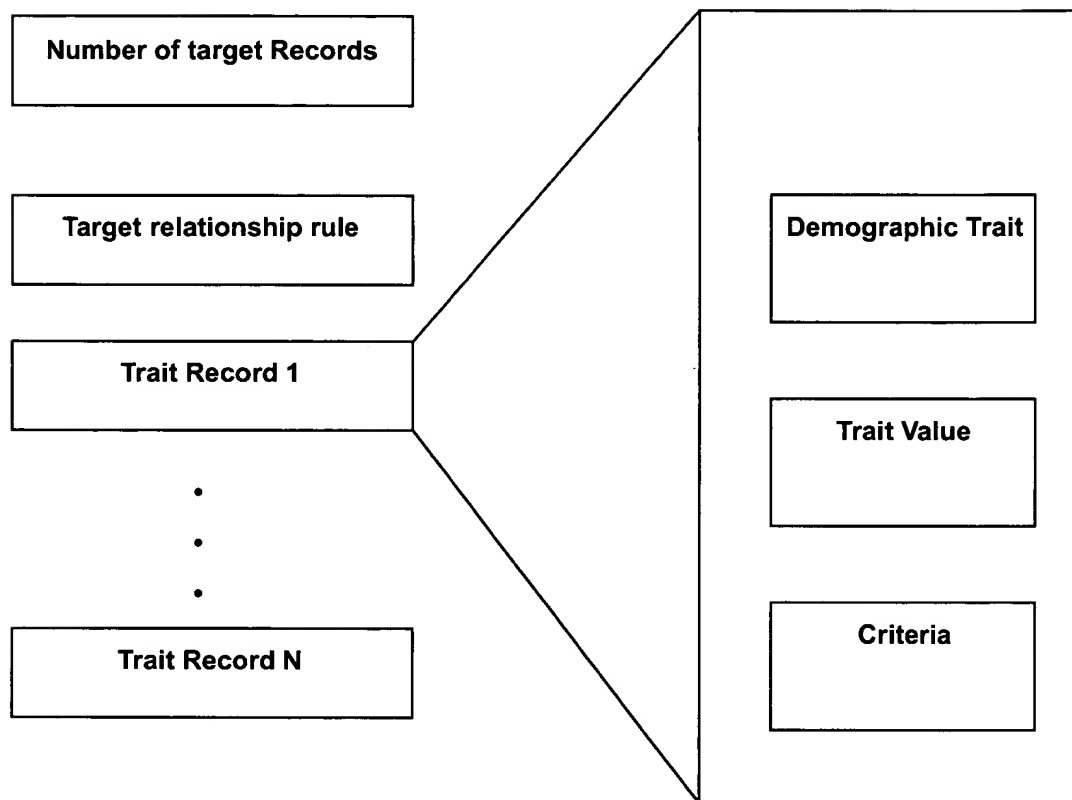 Number of target Records
Target relationship rule
Trait Record 1
Trait Record N
Demographic Trait
Trait Value
Criteria